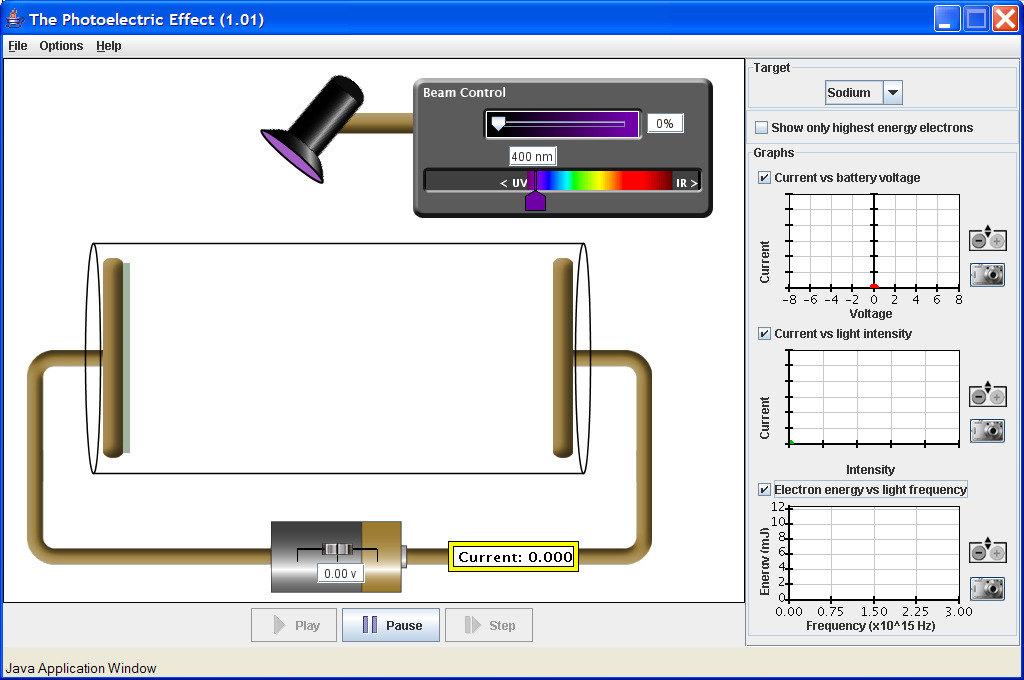 The Photoelectric Effect (1.01)
File Options Help
Target
Sodium
Beam Control
0%
400 nm
< UV
IR >
Show only highest energy electrons
Graphs
Current vs battery voltage
Current
-8 -6 -4 -2 0 2 4 6 8
Voltage
Current vs light intensity
Current
Intensity
Electron energy vs light frequency
Energy (mJ)
12
10
8
6
4
2
0
0.00 0.75 1.50 2.25 3.00
Frequency (x10^15 Hz)
0.00 v
Current: 0.000
Play
Pause
Step
Java Application Window